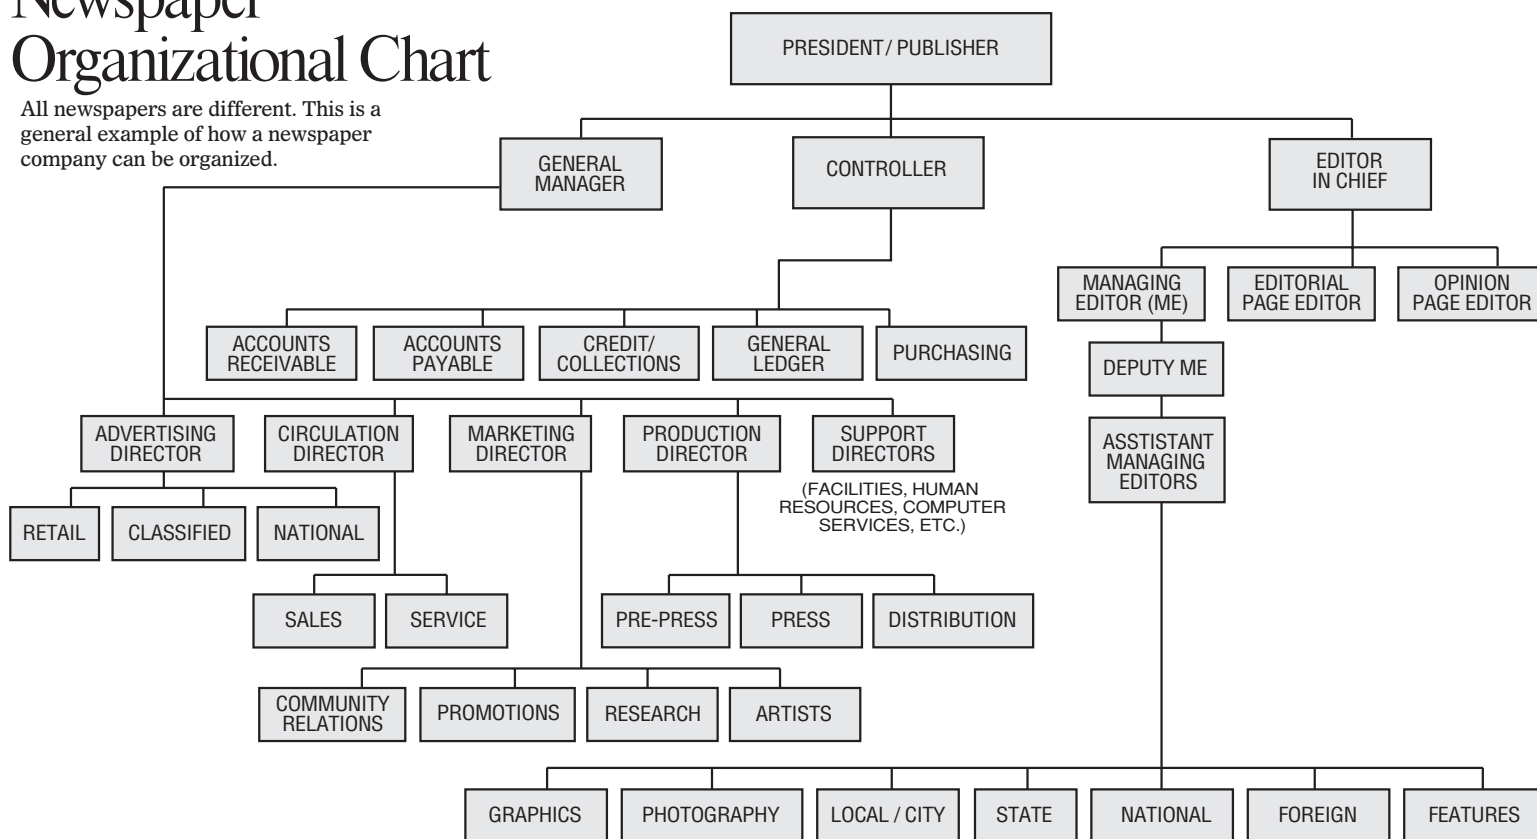 Newspaper
Organizational Chart
All newspapers are different. This is a
general example of how a newspaper
company can be organized.
PRESIDENT / PUBLISHER
GENERAL
MANAGER
CONTROLLER
EDITOR
IN CHIEF
MANAGING
EDITOR (ME)
EDITORIAL
PAGE EDITOR
OPINION
PAGE EDITOR
ACCOUNTS
RECEIVABLE
ACCOUNTS
PAYABLE
CREDIT/
COLLECTIONS
GENERAL
LEDGER
PURCHASING
DEPUTY ME
ADVERTISING
DIRECTOR
CIRCULATION
DIRECTOR
MARKETING
DIRECTOR
PRODUCTION
DIRECTOR
SUPPORT
DIRECTORS
(FACILITIES, HUMAN
RESOURCES, COMPUTER
SERVICES, ETC.)
ASSTISTANT
MANAGING
EDITORS
RETAIL
CLASSIFIED
NATIONAL
SALES
SERVICE
PRE-PRESS
PRESS
DISTRIBUTION
COMMUNITY
RELATIONS
PROMOTIONS
RESEARCH
ARTISTS
GRAPHICS
PHOTOGRAPHY
LOCAL / CITY
STATE
NATIONAL
FOREIGN
FEATURES